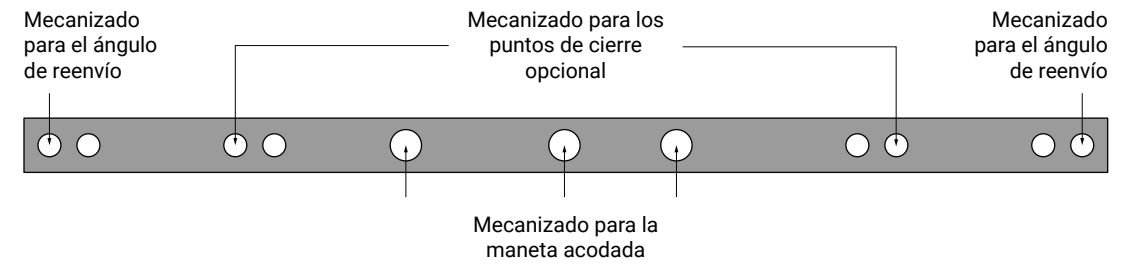 Mecanizado
para el ángulo
de reenvío
Mecanizado para los
puntos de cierre
opcional
Mecanizado
para el ángulo
de reenvío
Mecanizado para la
maneta acodada